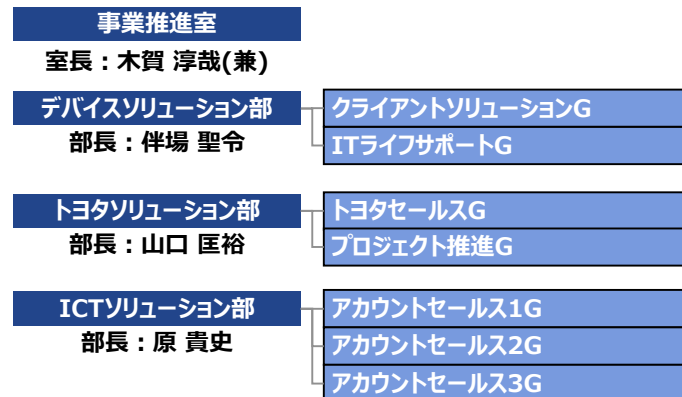 事業推進室
室長：木賀 淳哉(兼)
デバイスソリューション部
部長：伴場 聖令
クライアントソリューションG
ITライフサポートG
トヨタソリューション部
部長：山口 匡裕
トヨタセールスG
プロジェクト推進G
ICTソリューション部
部長：原 貴史
アカウントセールス1G
アカウントセールス2G
アカウントセールス3G